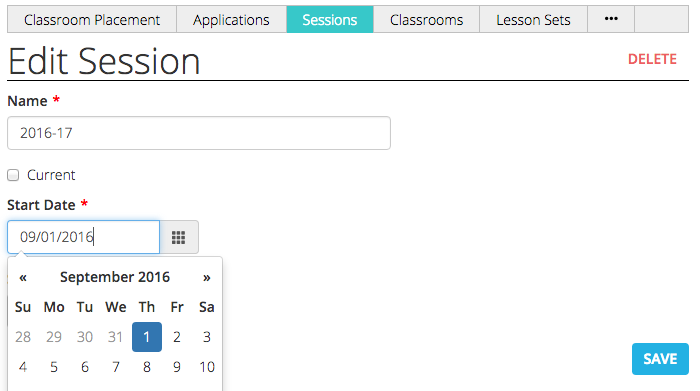 Classroom Placement Applications Sessions Classrooms Lesson Sets •••
Edit Session DELETE
Name *
2016-17
Current
Start Date *
09/01/2016
« September 2016 »
Su Mo Tu We Th Fr Sa
28 29 30 31 1 2 3
4 5 6 7 8 9 10
SAVE